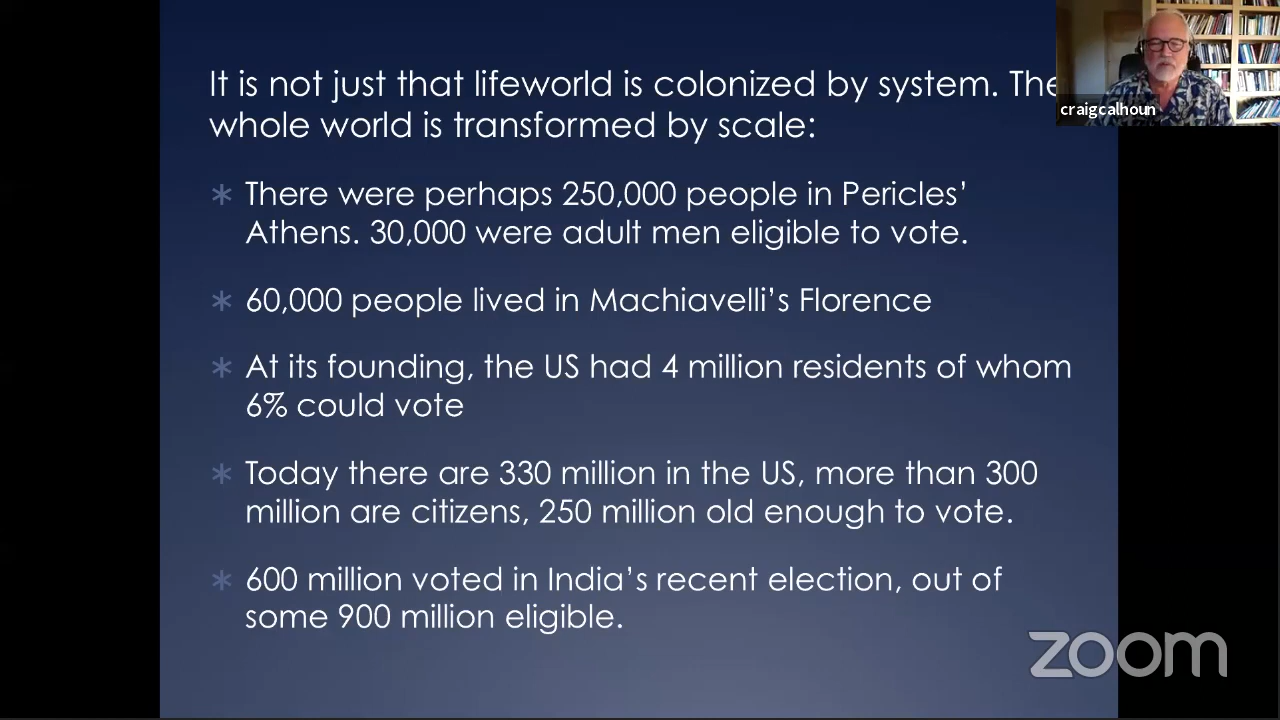 It is not just that lifeworld is colonized by system. The
whole world is transformed by scale:
craigcalhoun
* There were perhaps 250,000 people in Pericles'
Athens. 30,000 were adult men eligible to vote.
* 60,000 people lived in Machiavelli's Florence
* At its founding, the US had 4 million residents of whom
6% could vote
* Today there are 330 million in the US, more than 300
million are citizens, 250 million old enough to vote.
* 600 million voted in India's recent election, out of
some 900 million eligible.
zoom